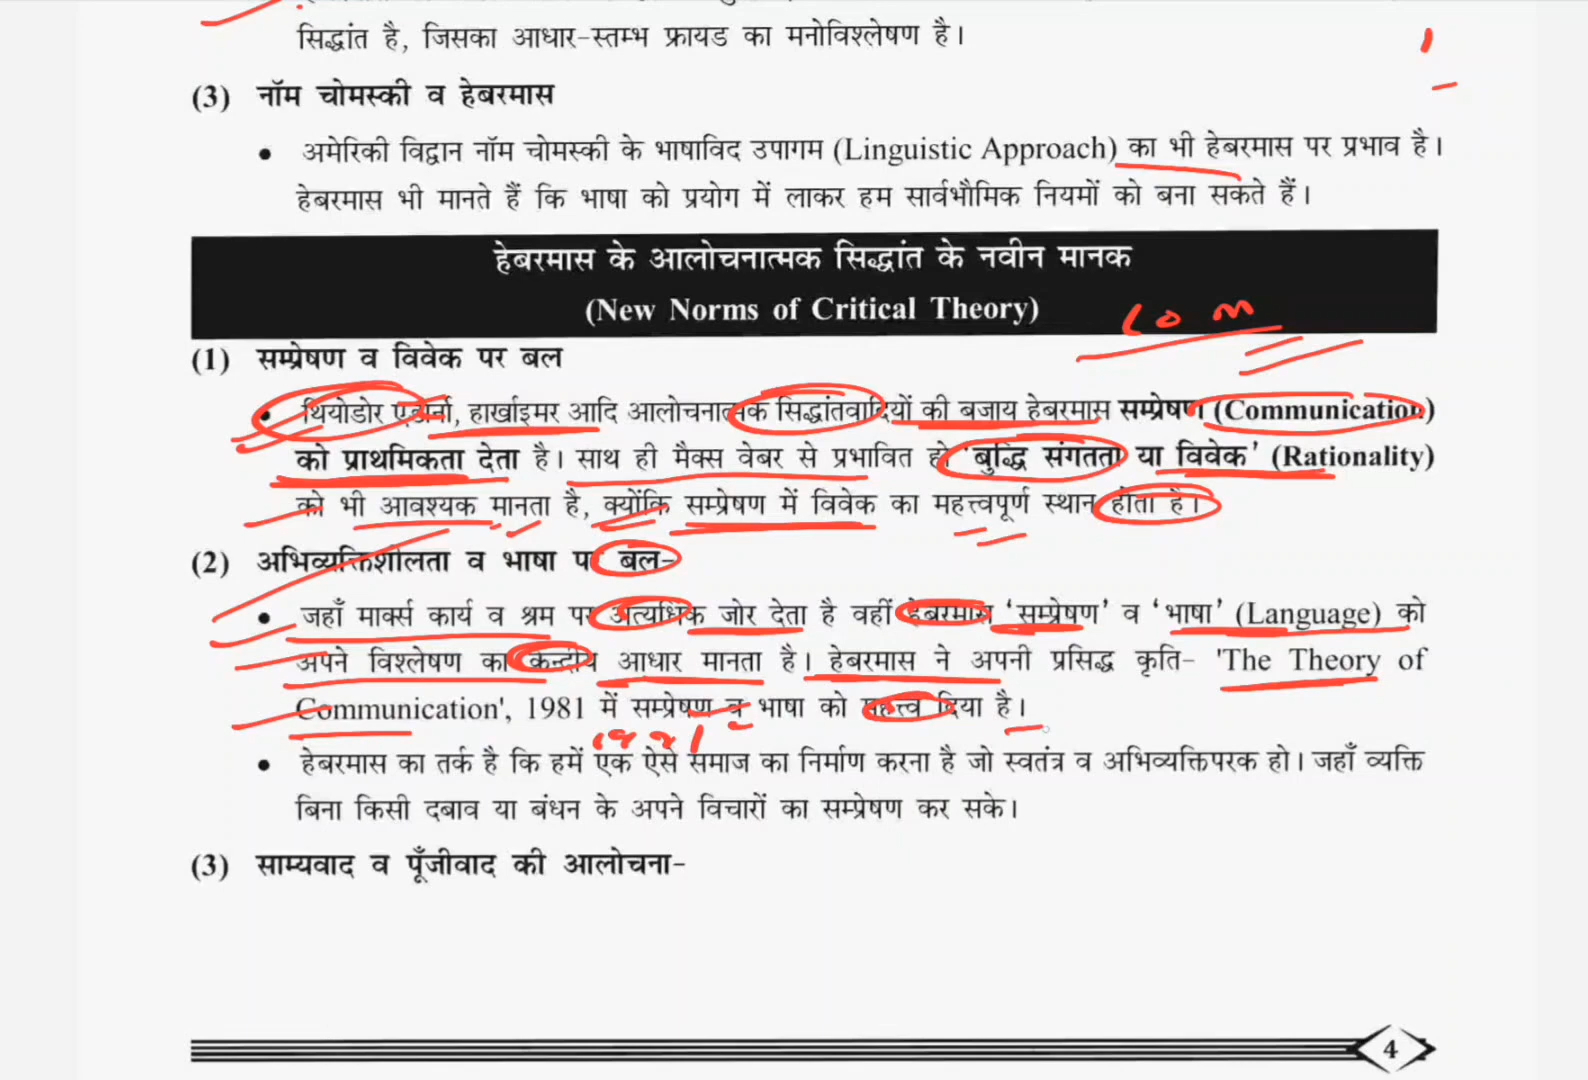 सिद्धांत है, जिसका आधार-स्तम्भ फ्रायड का मनोविश्लेषण है।
(3) नॉम चोमस्की व हेबरमास
• अमेरिकी विद्वान नॉम चोमस्की के भाषाविद उपागम (Linguistic Approach) का भी हेबरमास पर प्रभाव है।
हेबरमास भी मानते हैं कि भाषा को प्रयोग में लाकर हम सार्वभौमिक नियमों को बना सकते हैं।
हेबरमास के आलोचनात्मक सिद्धांत के नवीन मानक
(New Norms of Critical Theory)
com
(1) सम्प्रेषण व विवेक पर बल
• थियोडोर एडोर्नो, हार्खाइमर आदि आलोचनात्मक सिद्धांतवादियों की बजाय हेबरमास सम्प्रेषण (Communication)
को प्राथमिकता देता है। साथ ही मैक्स वेबर से प्रभावित हो 'बुद्धि संगतता या विवेक' (Rationality)
को भी आवश्यक मानता है, क्योंकि सम्प्रेषण में विवेक का महत्त्वपूर्ण स्थान होता है।
(2) अभिव्यक्तिशीलता व भाषा पर बल-
• जहाँ मार्क्स कार्य व श्रम पर अत्यधिक जोर देता है वहीं हेबरमास 'सम्प्रेषण' व 'भाषा' (Language) को
अपने विश्लेषण का केन्द्रीय आधार मानता है। हेबरमास ने अपनी प्रसिद्ध कृति- 'The Theory of
Communication', 1981 में सम्प्रेषण व भाषा को महत्त्व दिया है।
• हेबरमास का तर्क है कि हमें एक ऐसे समाज का निर्माण करना है जो स्वतंत्र व अभिव्यक्तिपरक हो। जहाँ व्यक्ति
बिना किसी दबाव या बंधन के अपने विचारों का सम्प्रेषण कर सके।
(3) साम्यवाद व पूँजीवाद की आलोचना-
4